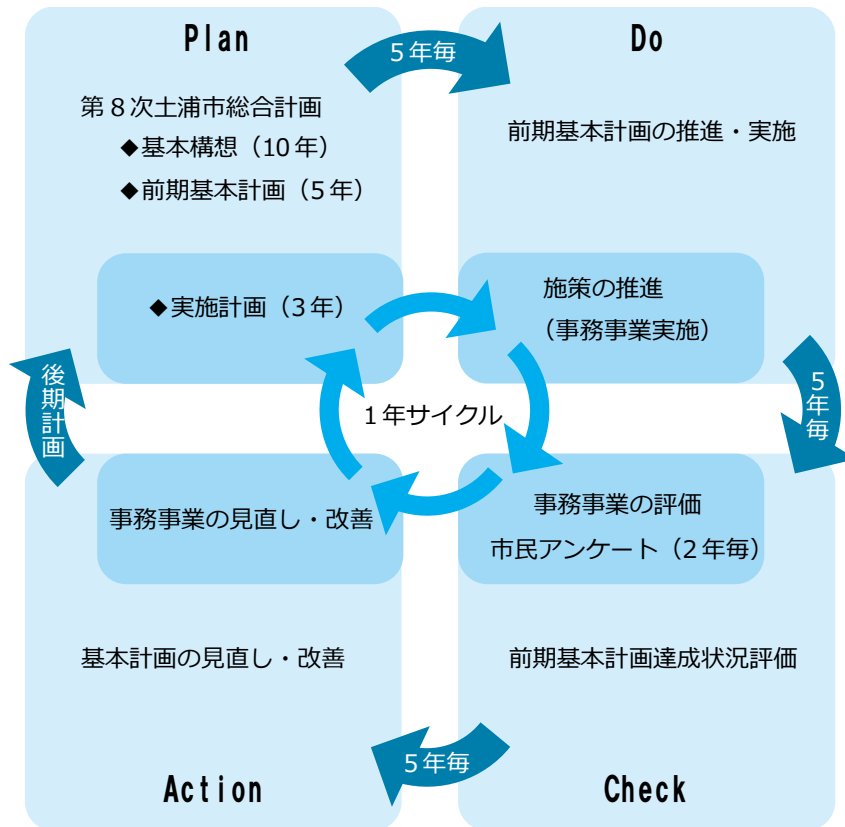 Plan
第８次土浦市総合計画
◆基本構想（10年）
◆前期基本計画（5年）
◆実施計画（3年）
5年毎
Do
前期基本計画の推進・実施
施策の推進
（事務事業実施）
5年毎
1年サイクル
事務事業の評価
市民アンケート（2年毎）
前期基本計画達成状況評価
Check
5年毎
事務事業の見直し・改善
基本計画の見直し・改善
Action
後期計画